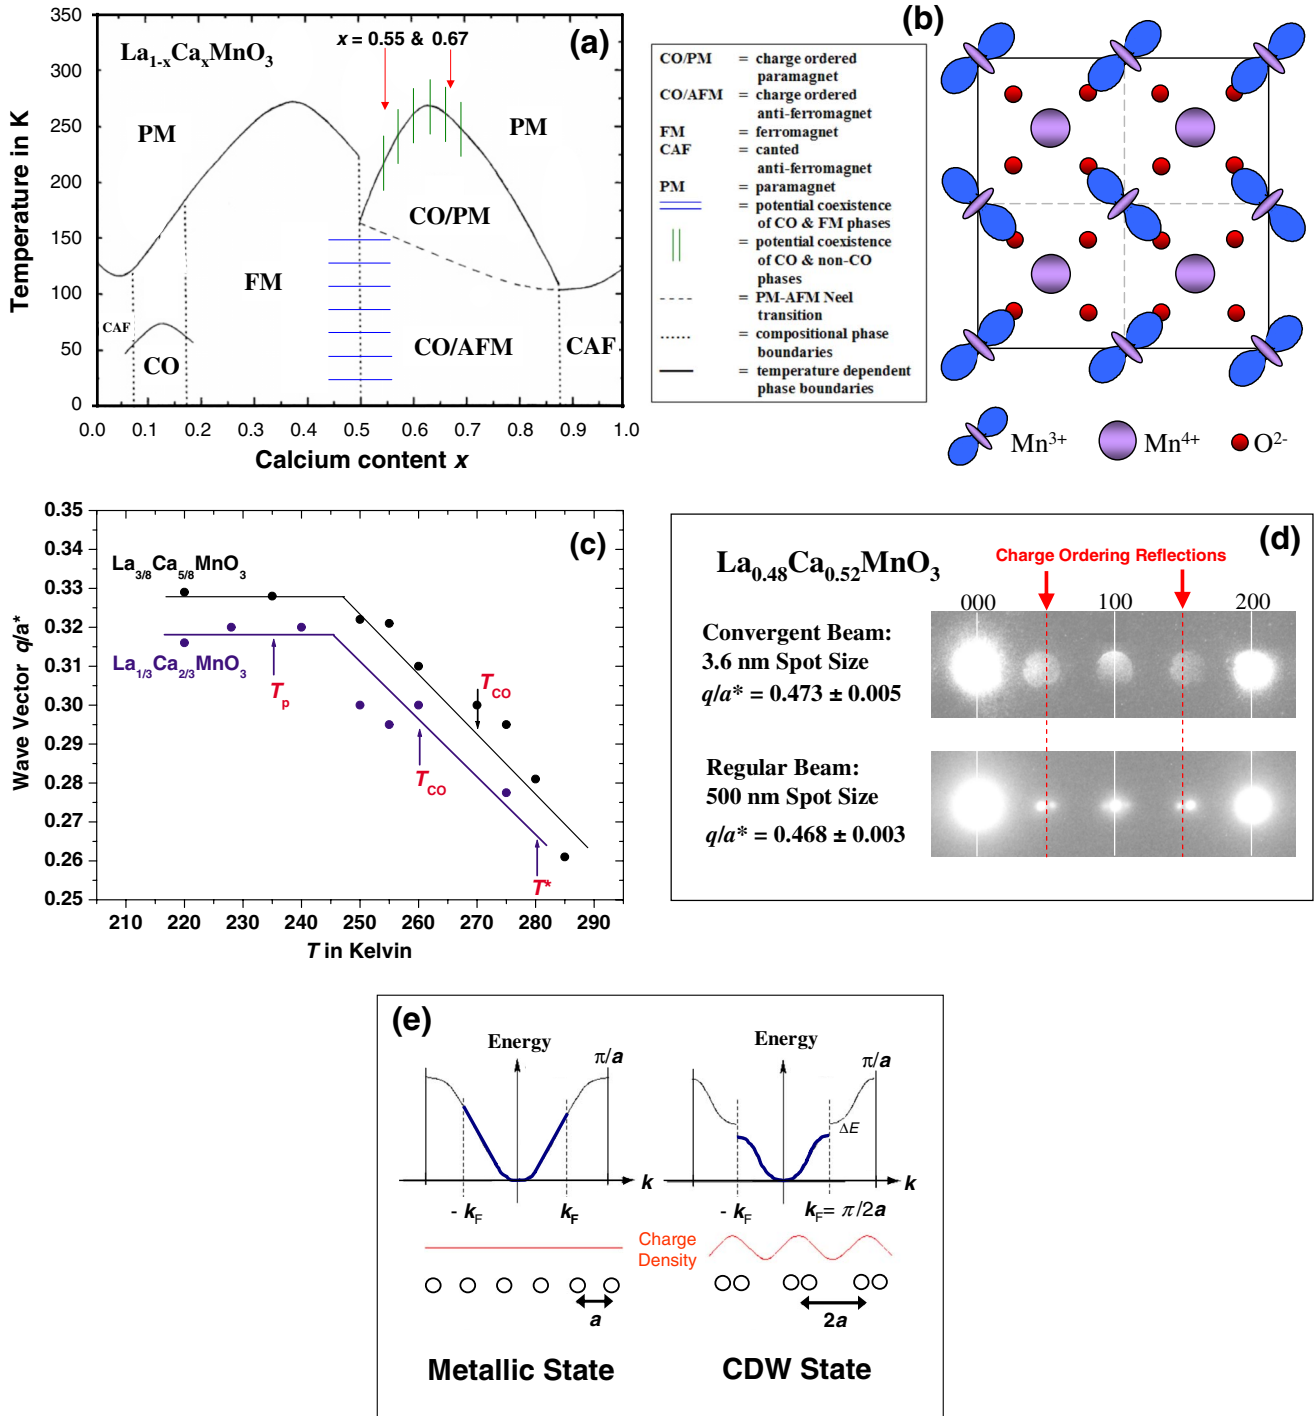 (a)
La1-xCaxMnO3
x = 0.55 & 0.67
Temperature in K
350
300
250
200
150
100
50
0
PM
PM
CO/PM
FM
CAF
CO
CO/AFM
CAF
0.0 0.1 0.2 0.3 0.4 0.5 0.6 0.7 0.8 0.9 1.0
Calcium content x
CO/PM = charge ordered
paramagnet
CO/AFM = charge ordered
anti-ferromagnet
FM = ferromagnet
CAF = canted
anti-ferromagnet
PM = paramagnet
= potential coexistence
of CO & FM phases
= potential coexistence
of CO & non-CO
phases
= PM-AFM Neel
transition
= compositional phase
boundaries
= temperature dependent
phase boundaries
(b)
Mn3+ Mn4+ O2-
(c)
Wave Vector q/a*
0.35
0.34
0.33
0.32
0.31
0.30
0.29
0.28
0.27
0.26
0.25
La3/8Ca5/8MnO3
La1/3Ca2/3MnO3
Tp
TCO
TCO
T*
210 220 230 240 250 260 270 280 290
T in Kelvin
(d)
La0.48Ca0.52MnO3
Charge Ordering Reflections
000 100 200
Convergent Beam:
3.6 nm Spot Size
q/a* = 0.473 ± 0.005
Regular Beam:
500 nm Spot Size
q/a* = 0.468 ± 0.003
(e)
Energy
π/a
k
- kF kF
Energy
π/a
ΔE
k
- kF kF= π/2a
Charge
Density
a
2a
Metallic State
CDW State